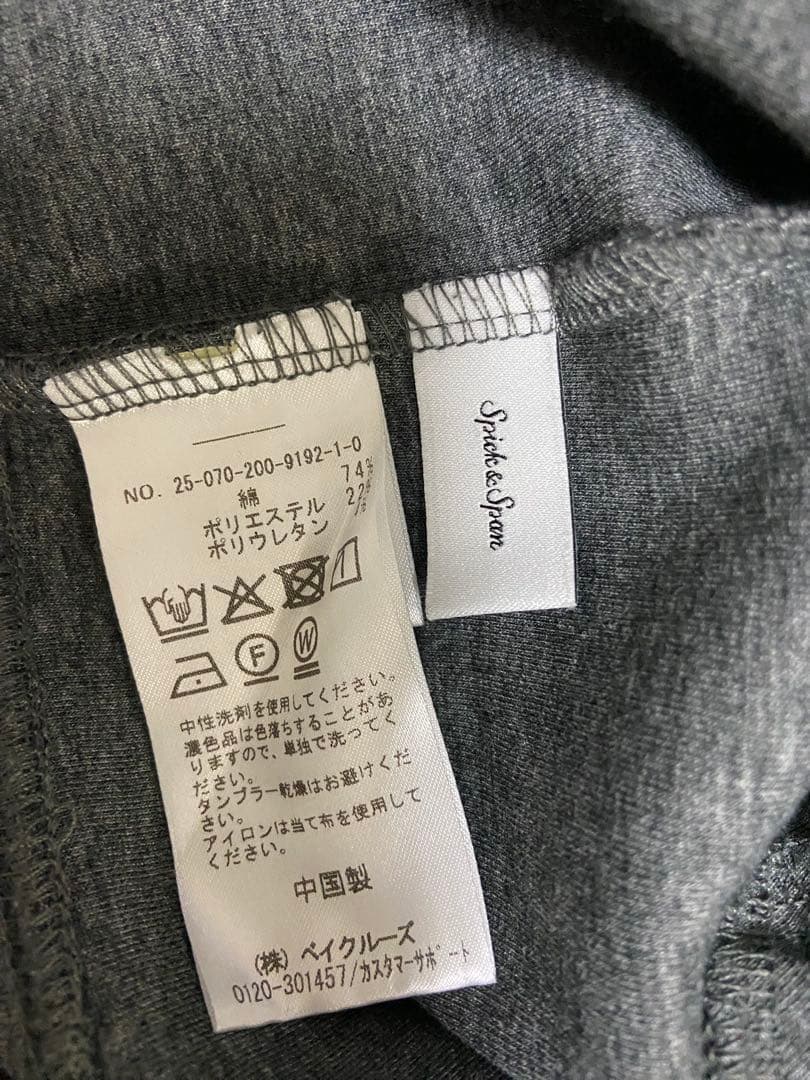 NO. 25-070-200-9192-1-0
綿 74%
ポリエステル 22%
ポリウレタン
F
W
中性洗剤を使用してください。
濃色品は色落ちすることがあ
りますので、単独で洗ってく
ださい。
タンブラー乾燥はお避けくだ
さい。
アイロンは当て布を使用して
ください。
中国製
(株) ベイクルーズ
0120-301457/カスタマーサポート
Spick & Span